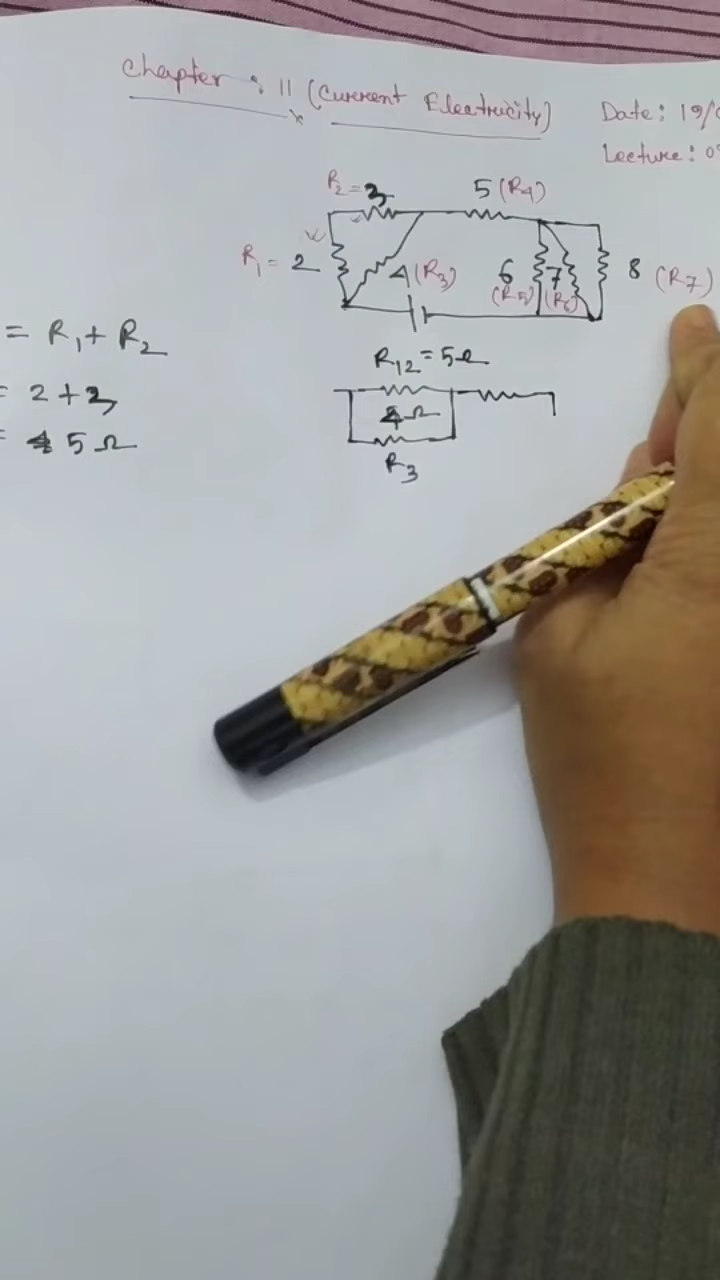 Chapter : 11 (Current Electricity)
Date: 19/
Lecture: 0
R2 = 3
5 (R4)
R1 = 2
4 (R3)
6 (R5)
7 (R6)
8 (R7)
= R1 + R2
= 2 + 3
= 5 Ω
R12 = 5Ω
4Ω
R3